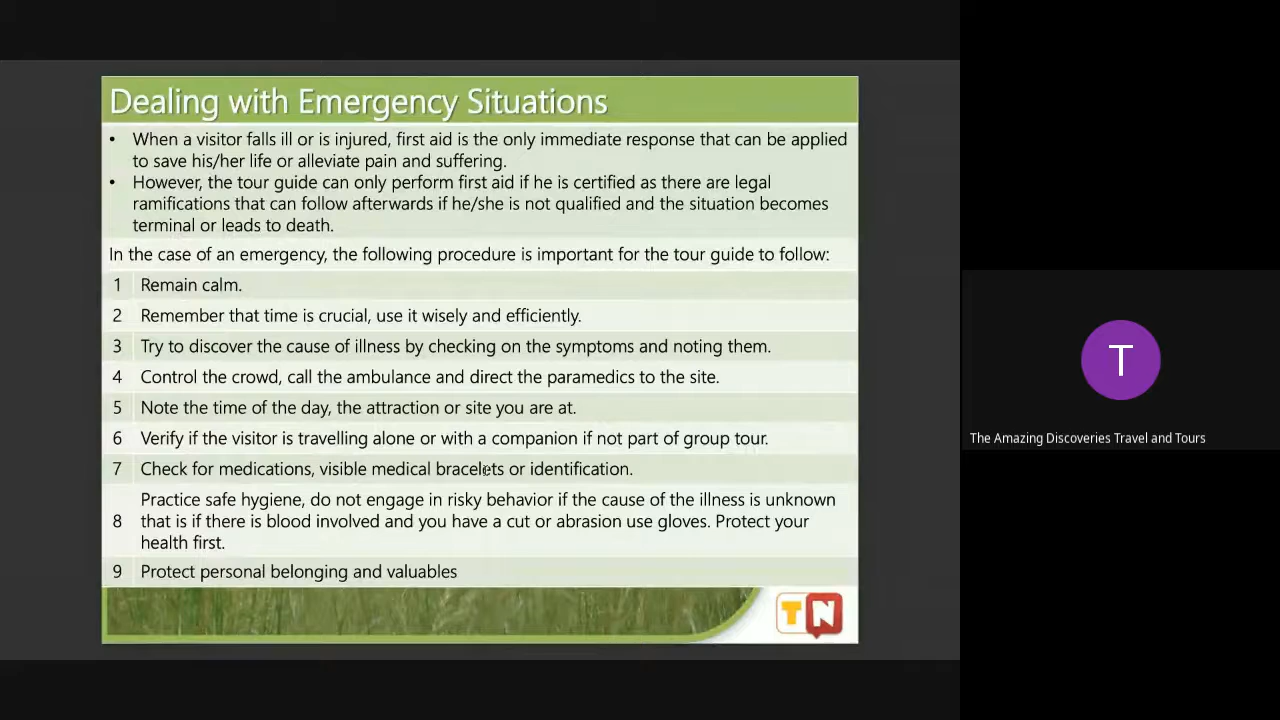 Dealing with Emergency Situations
• When a visitor falls ill or is injured, first aid is the only immediate response that can be applied
to save his/her life or alleviate pain and suffering.
• However, the tour guide can only perform first aid if he is certified as there are legal
ramifications that can follow afterwards if he/she is not qualified and the situation becomes
terminal or leads to death.
In the case of an emergency, the following procedure is important for the tour guide to follow:
1 Remain calm.
2 Remember that time is crucial, use it wisely and efficiently.
3 Try to discover the cause of illness by checking on the symptoms and noting them.
4 Control the crowd, call the ambulance and direct the paramedics to the site.
5 Note the time of the day, the attraction or site you are at.
6 Verify if the visitor is travelling alone or with a companion if not part of group tour.
7 Check for medications, visible medical bracelets or identification.
Practice safe hygiene, do not engage in risky behavior if the cause of the illness is unknown
8 that is if there is blood involved and you have a cut or abrasion use gloves. Protect your
health first.
9 Protect personal belonging and valuables
TN
T
The Amazing Discoveries Travel and Tours